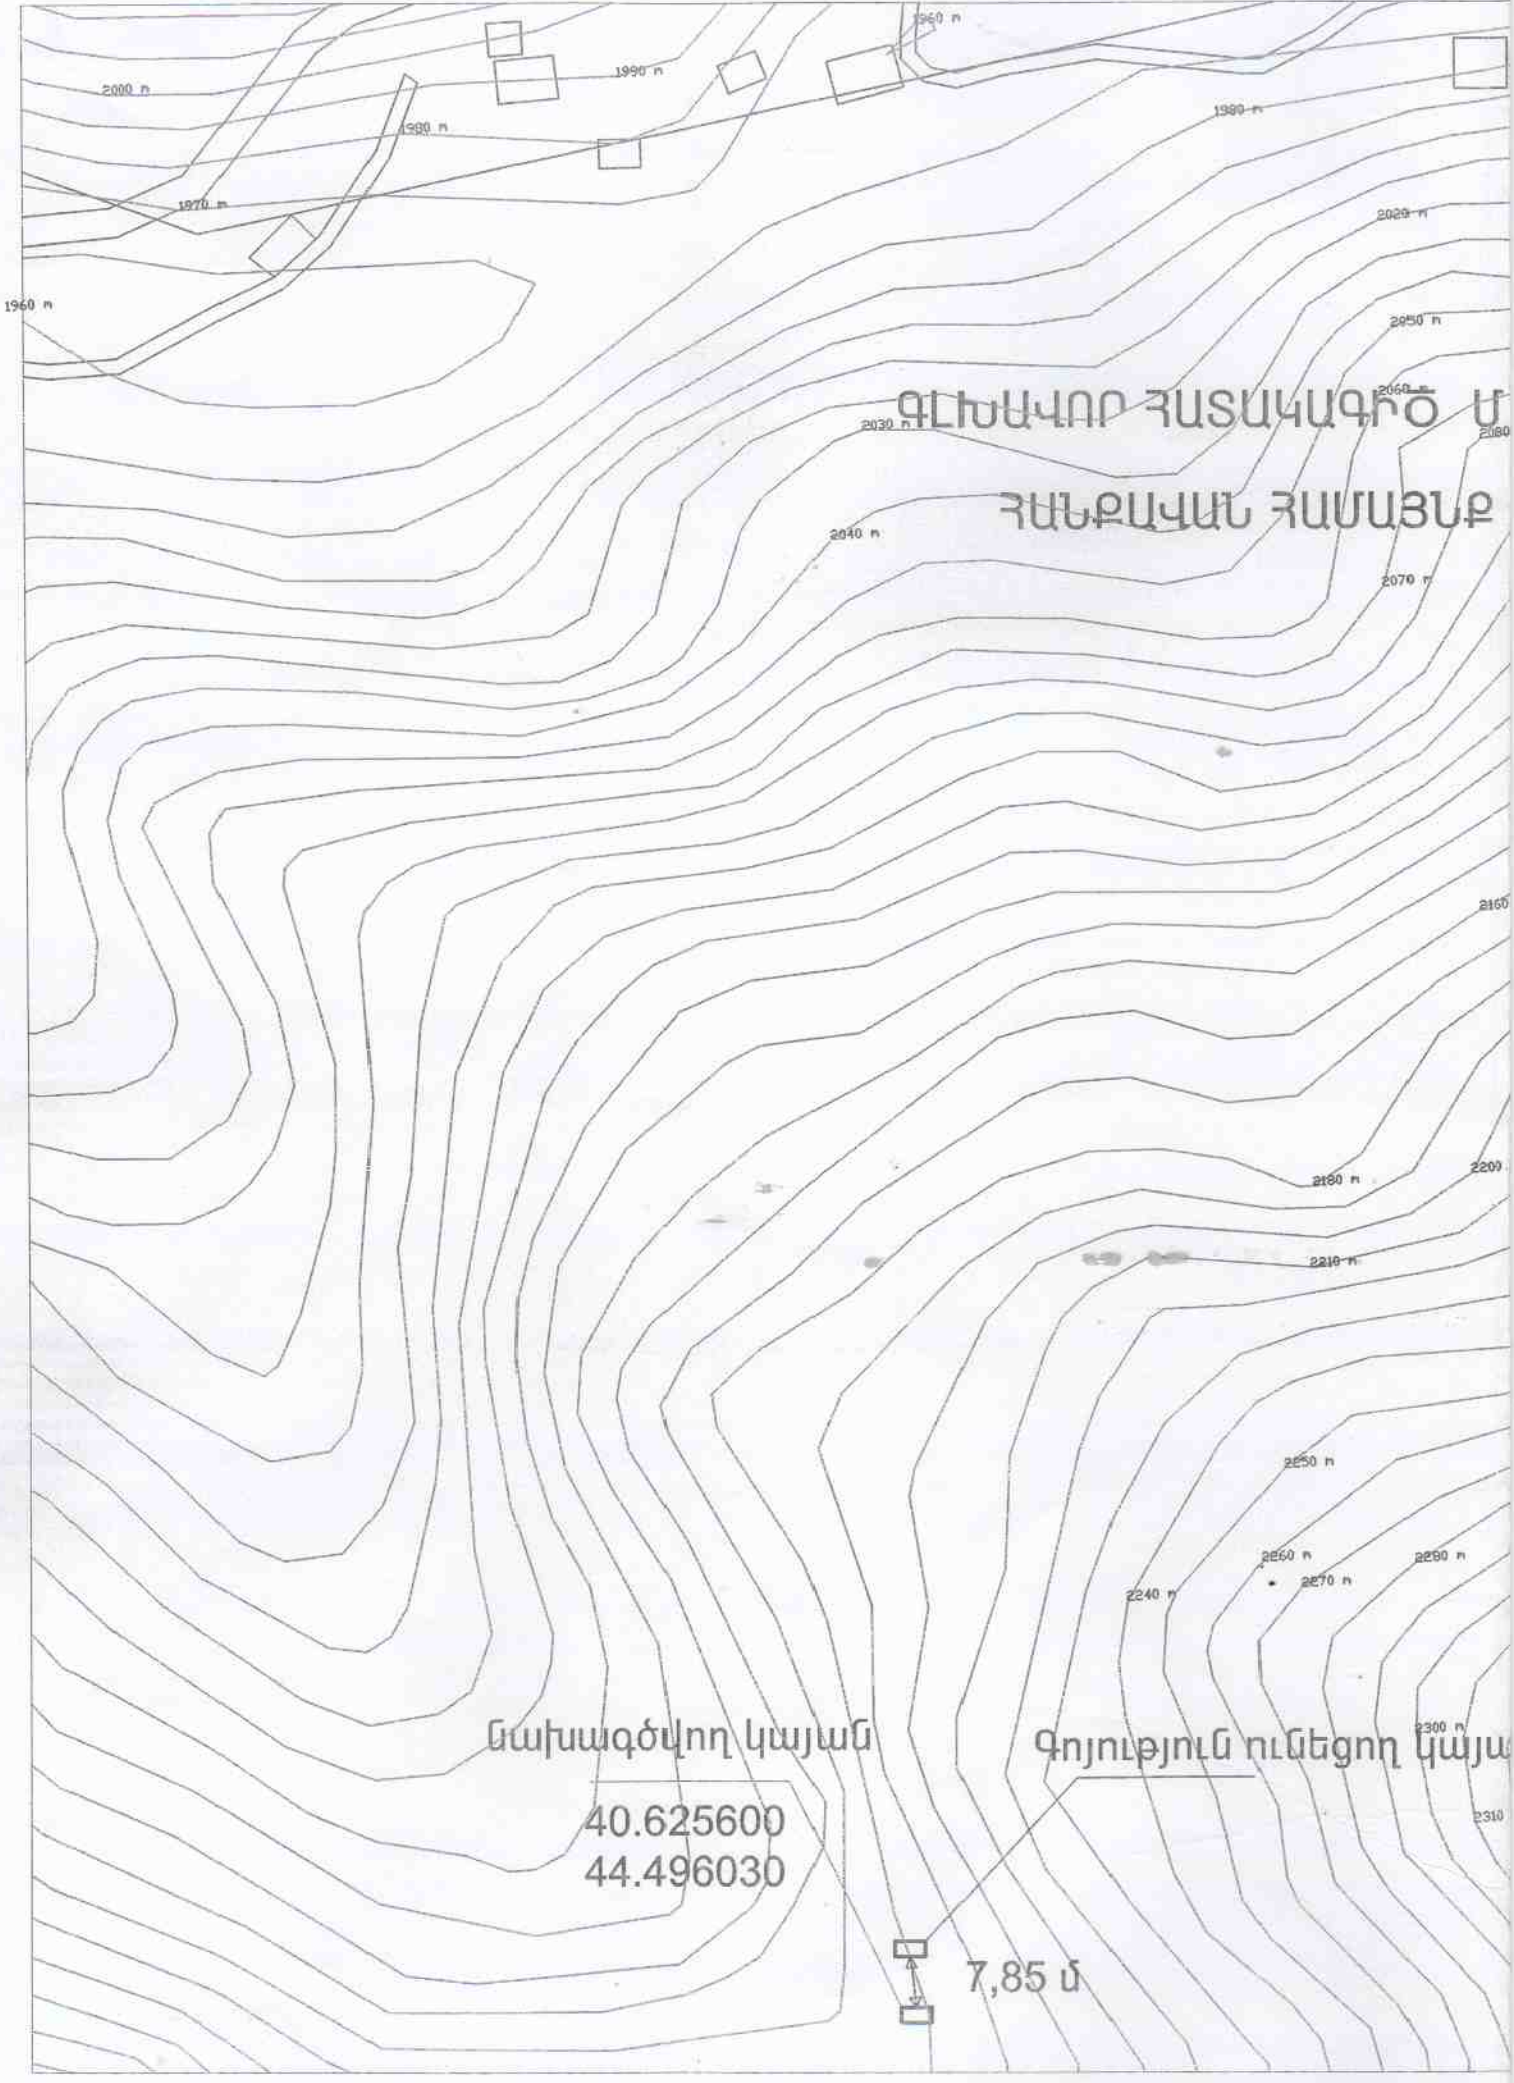 1960 m
2000 m
1990 m
1980 m
1980 m
1970 m
2020 m
1960 m
2050 m
2060 m
ԳԼԽԱՎՈՐ ՀԱՏԱԿԱԳԻԾ Մ
2030 m
2080
ՀԱՆՔԱՎԱՆ ՀԱՄԱՅՆՔ
2040 m
2070 m
2160
2180 m
2200
2210 m
2250 m
2260 m
2280 m
2270 m
2240 m
2300 m
Նախագծվող կայան
Գոյություն ունեցող կայա
2310
40.625600
44.496030
7,85 մ